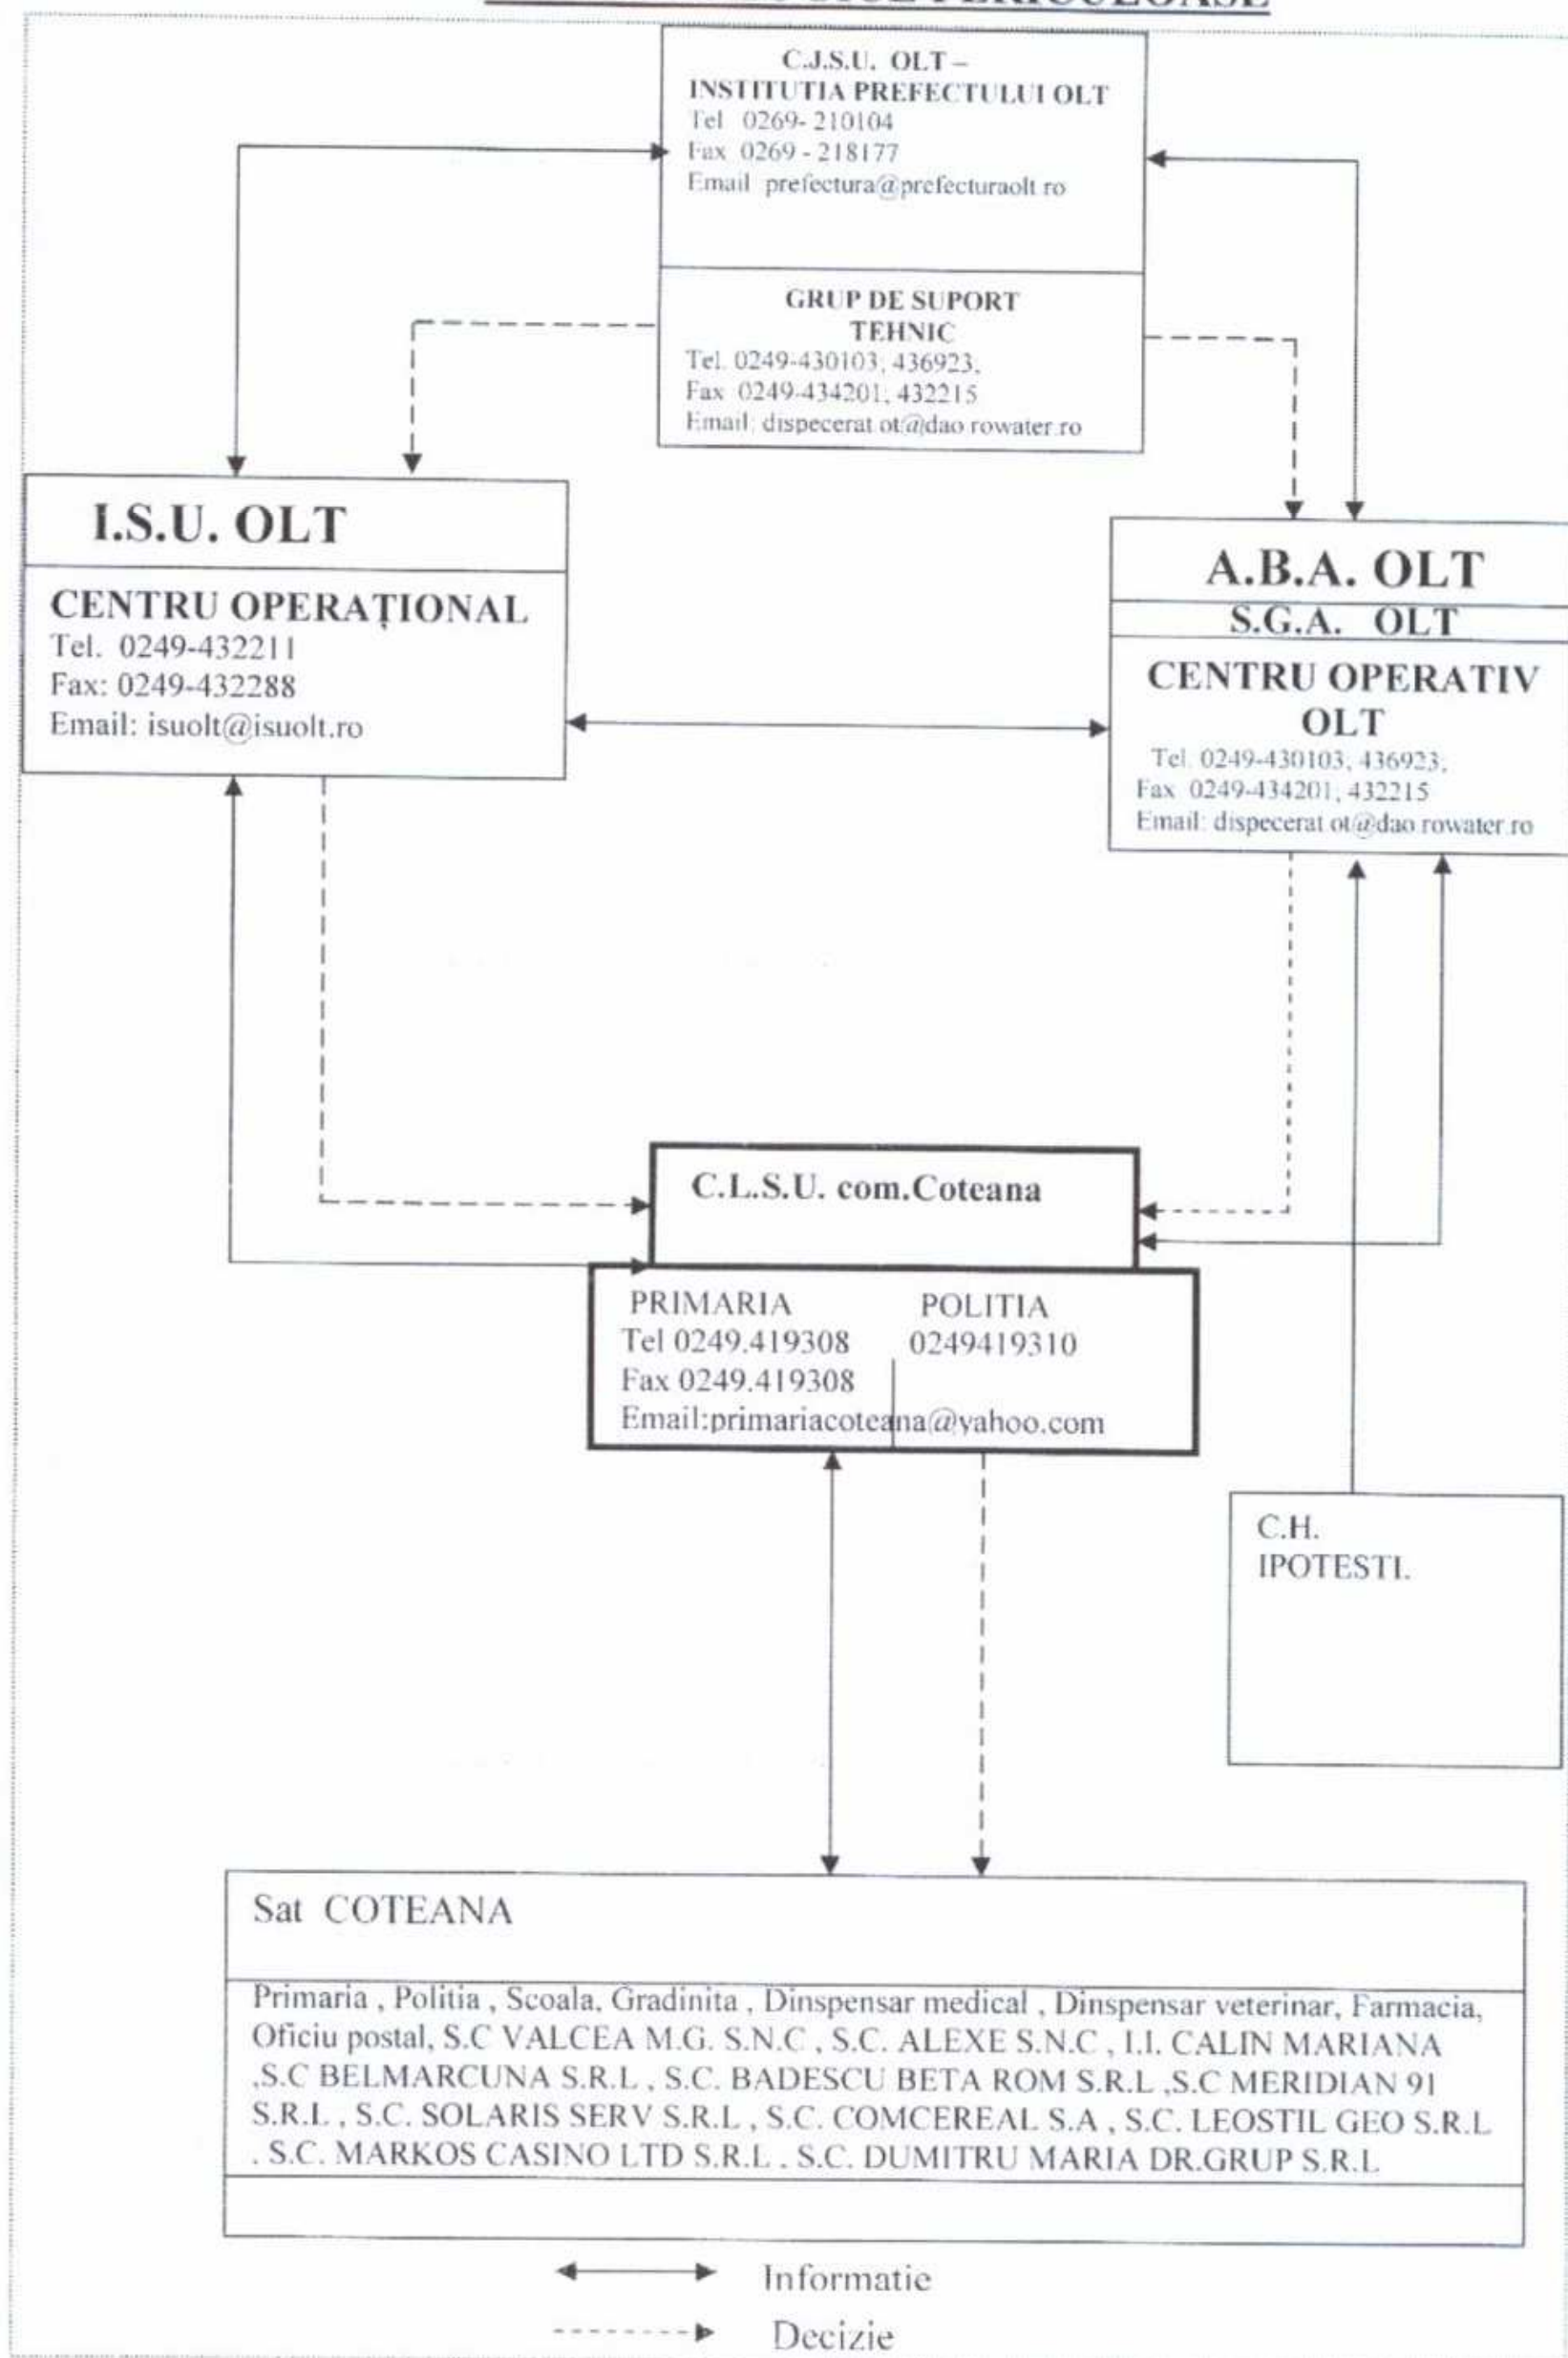 PERICULOASE
C.J.S.U. OLT –
INSTITUTIA PREFECTULUI OLT
Tel 0269- 210104
Fax 0269 - 218177
Email prefectura@prefecturaolt.ro
GRUP DE SUPORT
TEHNIC
Tel. 0249-430103; 436923,
Fax 0249-434201, 432215
Email: dispecerat.ot@dao.rowater.ro
I.S.U. OLT
CENTRU OPERAȚIONAL
Tel. 0249-432211
Fax: 0249-432288
Email: isuolt@isuolt.ro
A.B.A. OLT
S.G.A. OLT
CENTRU OPERATIV
OLT
Tel. 0249-430103, 436923,
Fax 0249-434201, 432215
Email: dispecerat.ot@dao.rowater.ro
C.L.S.U. com.Coteana
PRIMARIA POLITIA
Tel 0249.419308 0249419310
Fax 0249.419308
Email:primariacoteana@yahoo.com
C.H.
IPOTESTI.
Sat COTEANA
Primaria , Politia , Scoala, Gradinita , Dinspensar medical , Dinspensar veterinar, Farmacia,
Oficiu postal, S.C VALCEA M.G. S.N.C , S.C. ALEXE S.N.C , I.I. CALIN MARIANA
,S.C BELMARCUNA S.R.L , S.C. BADESCU BETA ROM S.R.L ,S.C MERIDIAN 91
S.R.L , S.C. SOLARIS SERV S.R.L , S.C. COMCEREAL S.A , S.C. LEOSTIL GEO S.R.L
, S.C. MARKOS CASINO LTD S.R.L , S.C. DUMITRU MARIA DR.GRUP S.R.L
Informatie
Decizie